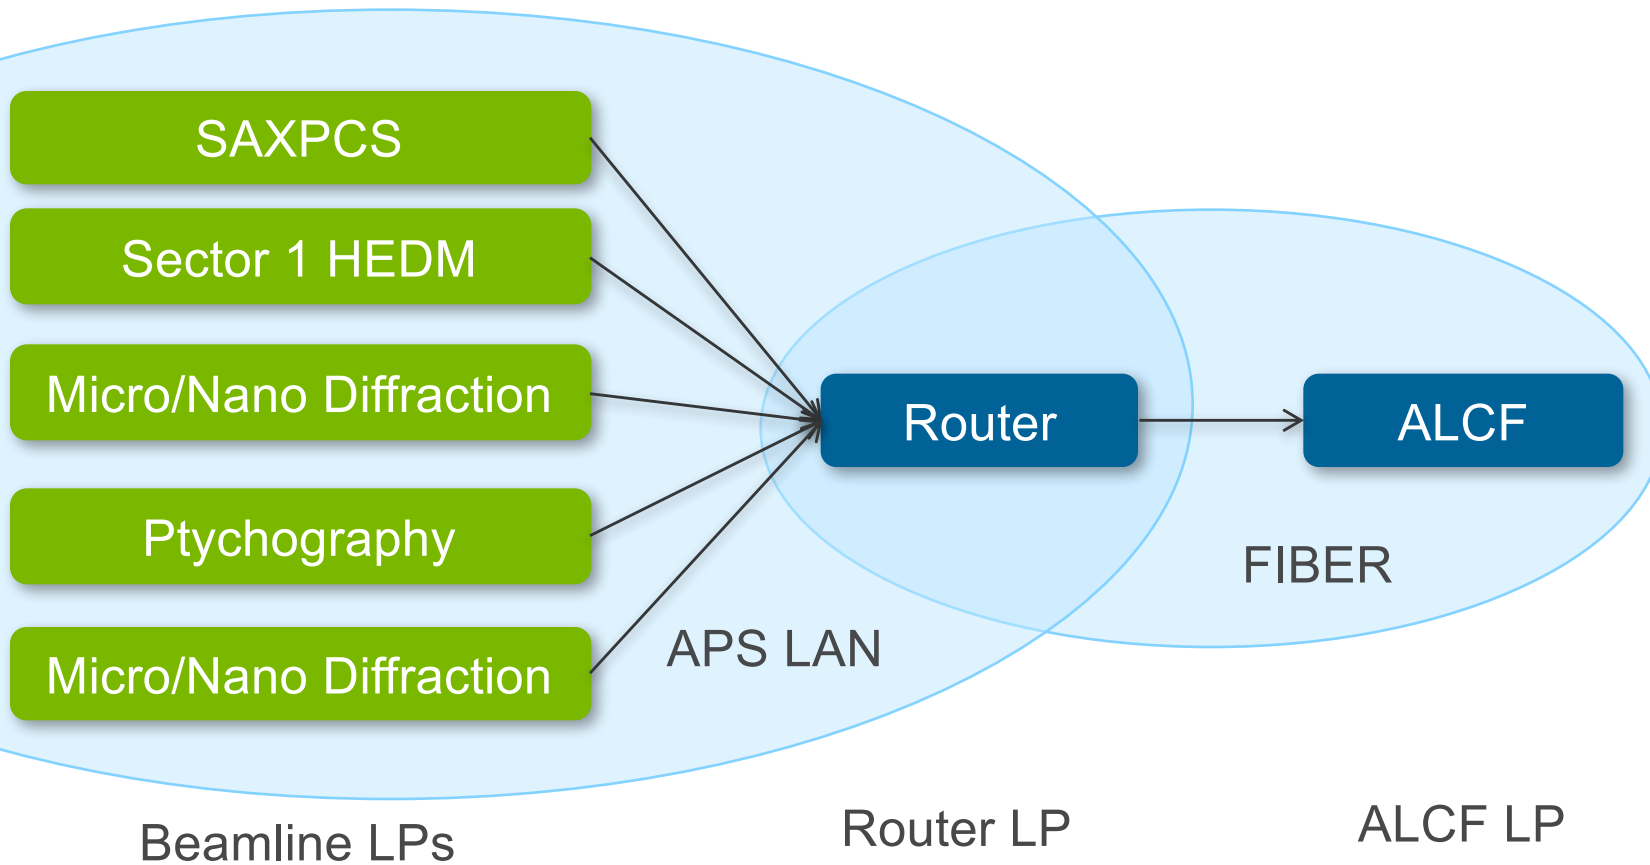 SAXPCS
Sector 1 HEDM
Micro/Nano Diffraction
Router
ALCF
Ptychography
FIBER
Micro/Nano Diffraction
APS LAN
Beamline LPs
Router LP
ALCF LP